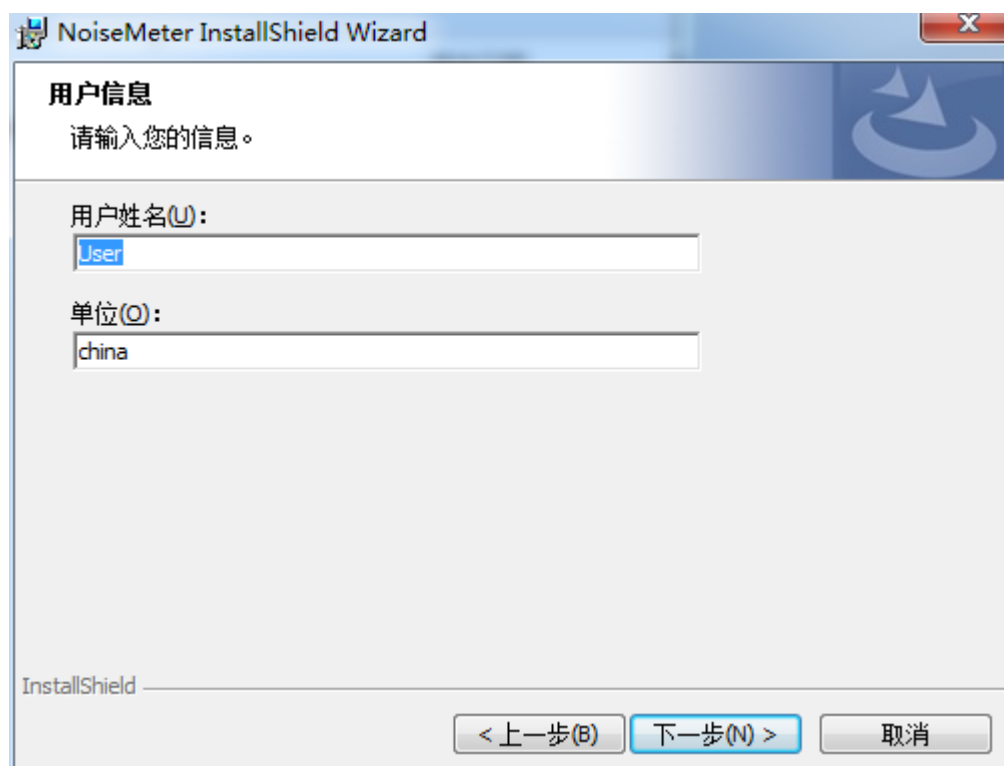 NoiseMeter InstallShield Wizard
用户信息
请输入您的信息。
用户姓名(U):
User
单位(O):
china
InstallShield
< 上一步(B) 下一步(N) > 取消